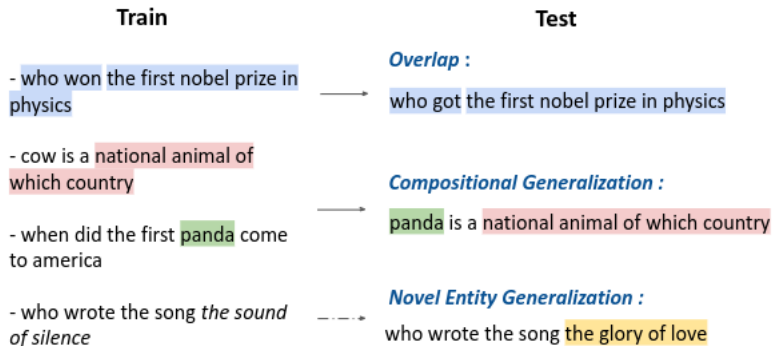 Train
- who won the first nobel prize in
physics
- cow is a national animal of
which country
- when did the first panda come
to america
- who wrote the song the sound
of silence
Test
Overlap :
who got the first nobel prize in physics
Compositional Generalization :
panda is a national animal of which country
Novel Entity Generalization :
who wrote the song the glory of love